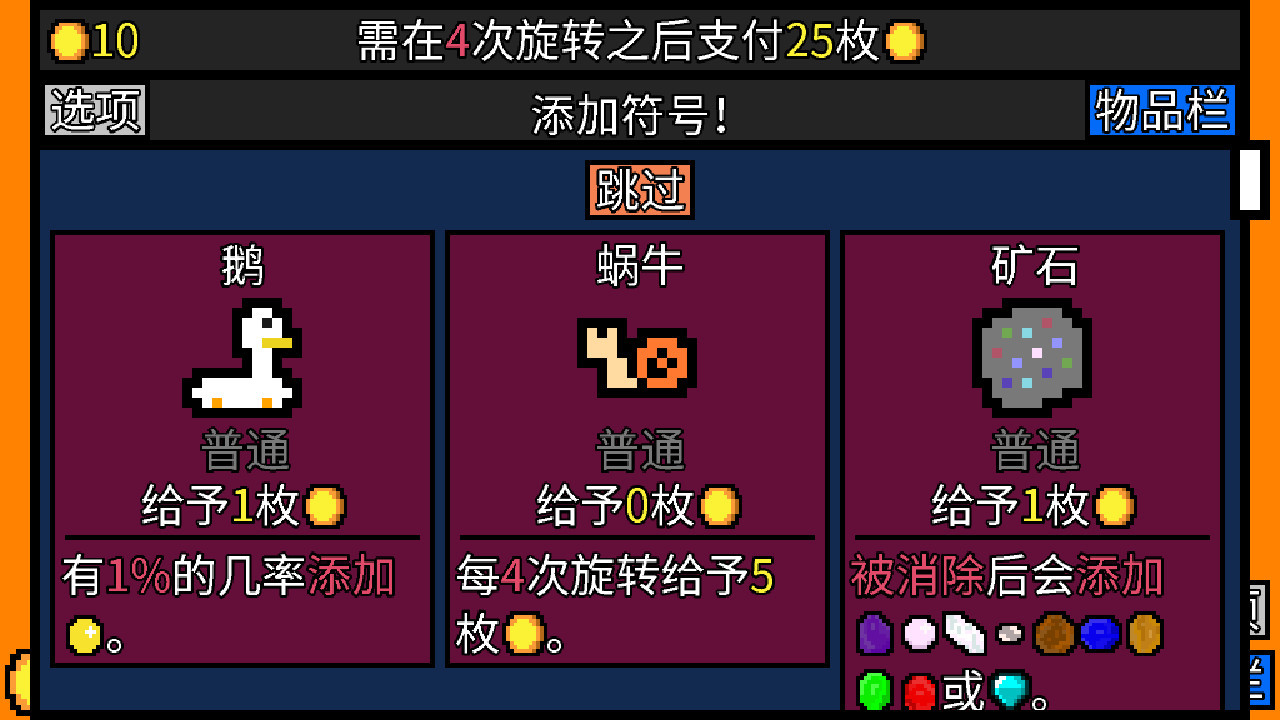 10
需在4次旋转之后支付25枚
选项
添加符号！
物品栏
跳过
鹅
普通
给予1枚
有1%的几率添加
。
蜗牛
普通
给予0枚
每4次旋转给予5
枚。
矿石
普通
给予1枚
被消除后会添加
或。